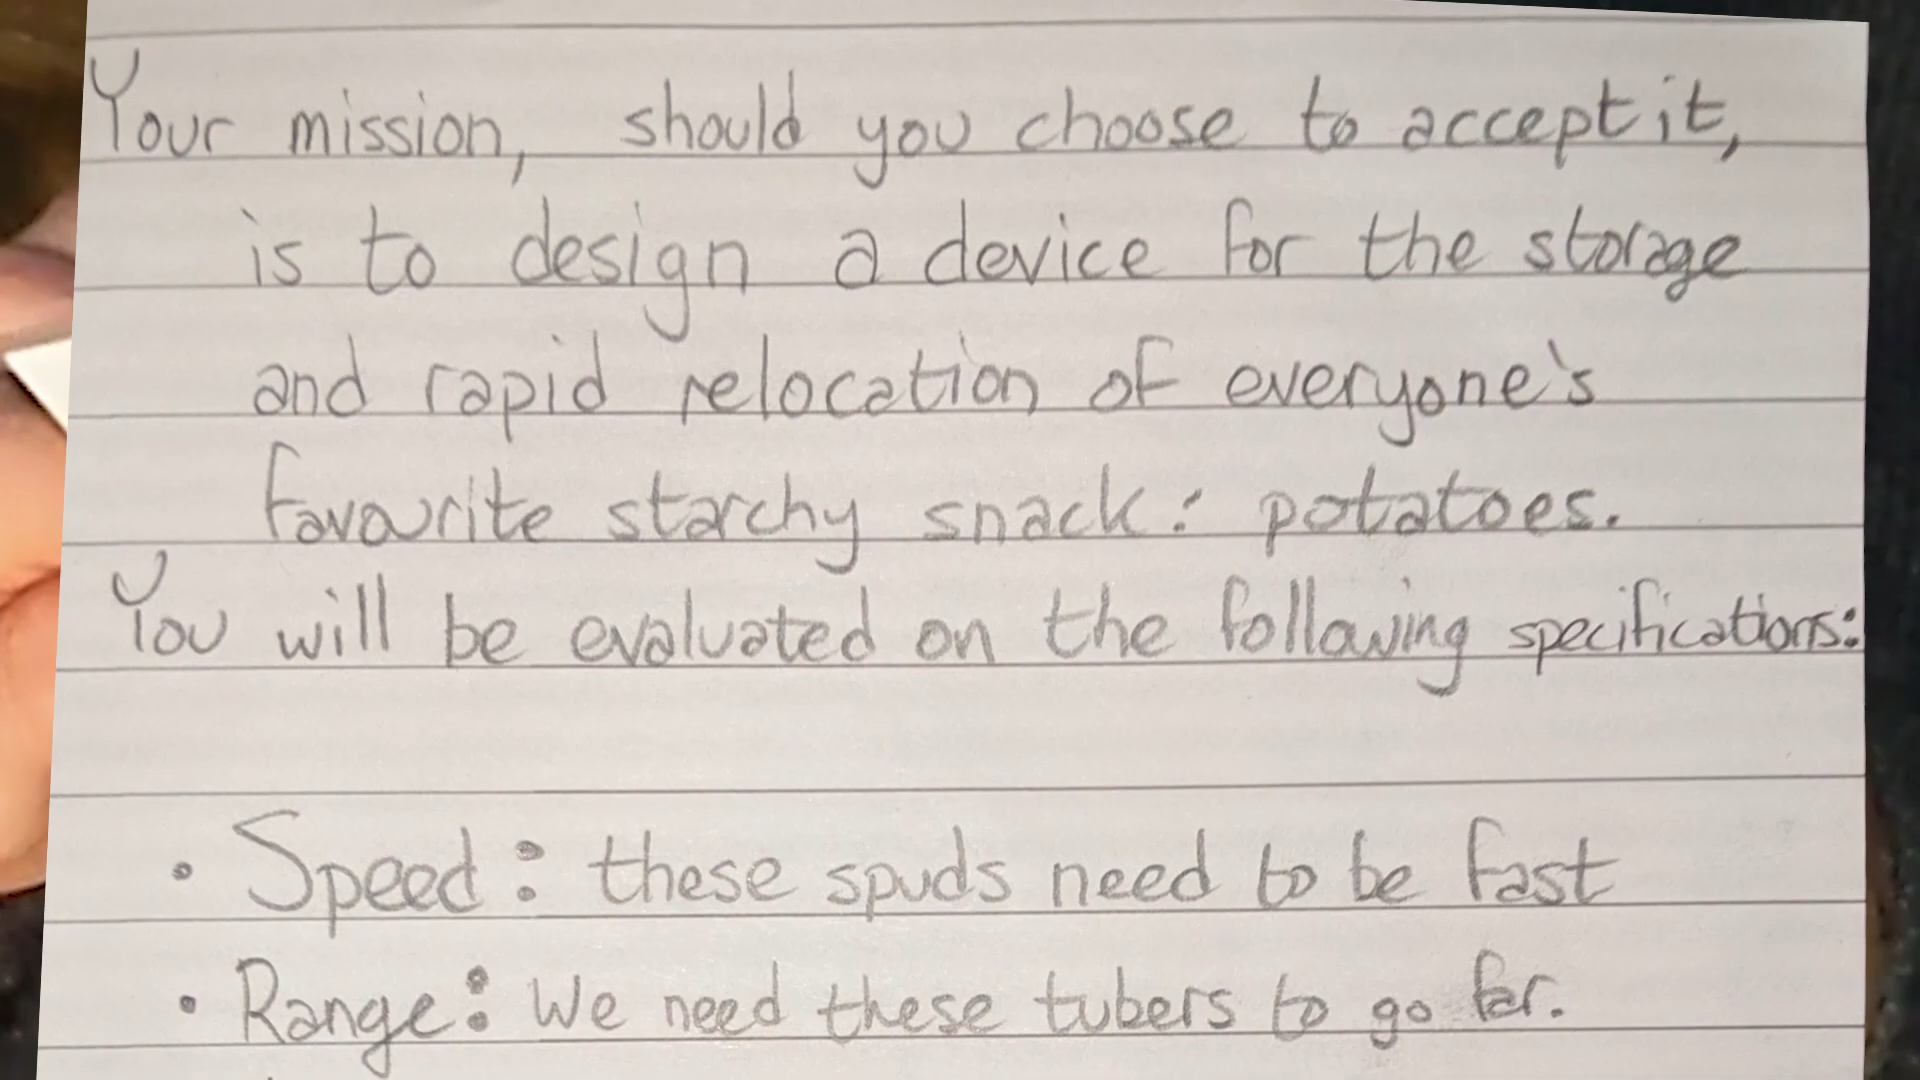 Your mission, should you choose to accept it,
is to design a device for the storage
and rapid relocation of everyone's
favourite starchy snack: potatoes.
You will be evaluated on the following specifications:
• Speed: these spuds need to be fast
• Range: We need these tubers to go far.